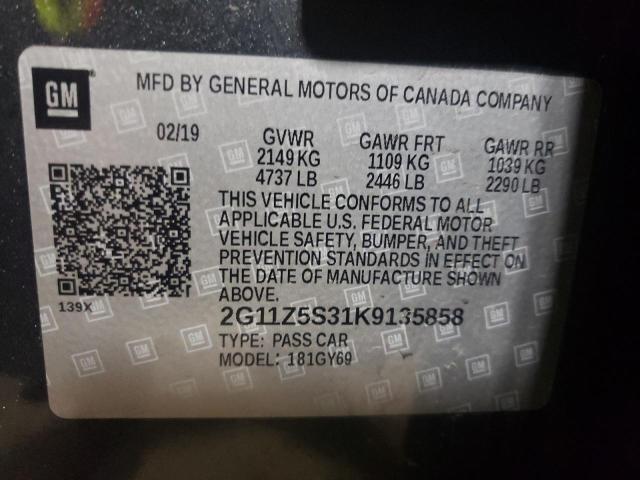 GM
MFD BY GENERAL MOTORS OF CANADA COMPANY
02/19 GVWR GAWR FRT GAWR RR
2149 KG 1109 KG 1039 KG
4737 LB 2446 LB 2290 LB
THIS VEHICLE CONFORMS TO ALL
APPLICABLE U.S. FEDERAL MOTOR
VEHICLE SAFETY, BUMPER, AND THEFT
PREVENTION STANDARDS IN EFFECT ON
THE DATE OF MANUFACTURE SHOWN
ABOVE.
139X
2G11Z5S31K9135858
TYPE: PASS CAR
MODEL: 181GY69